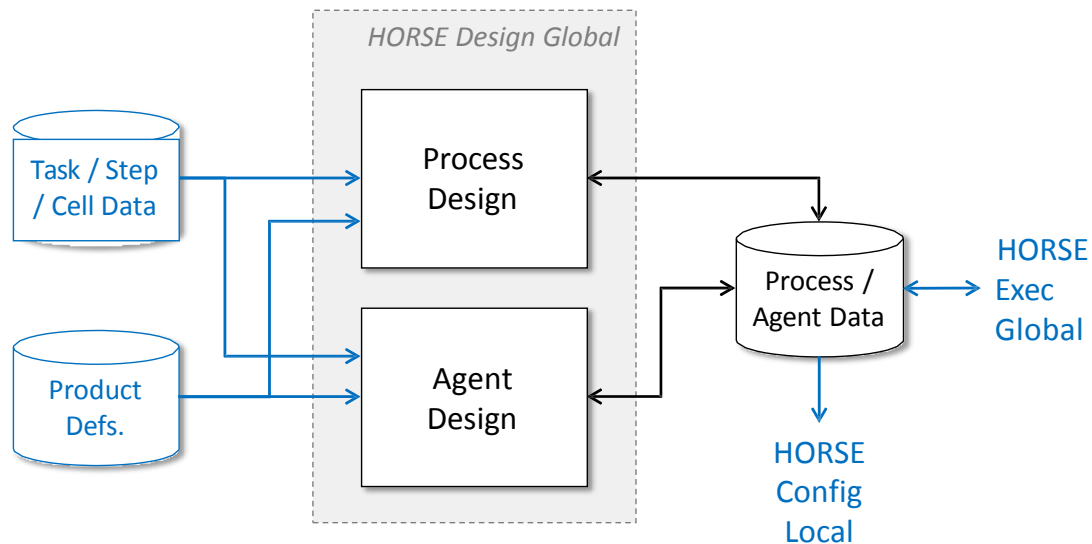 HORSE Design Global
Task / Step
/ Cell Data
Process
Design
Process /
Agent Data
HORSE
Exec
Global
Product
Defs.
Agent
Design
HORSE
Config
Local